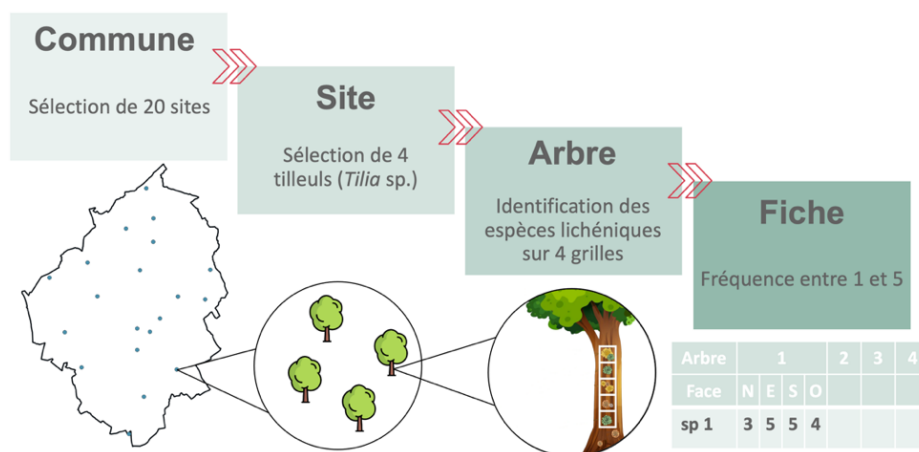 Commune
Sélection de 20 sites
Site
Sélection de 4
tilleuls (Tilia sp.)
Arbre
Identification des
espèces lichéniques
sur 4 grilles
Fiche
Fréquence entre 1 et 5
Arbre 1 2 3 4
Face N E S O
sp 1 3 5 5 4